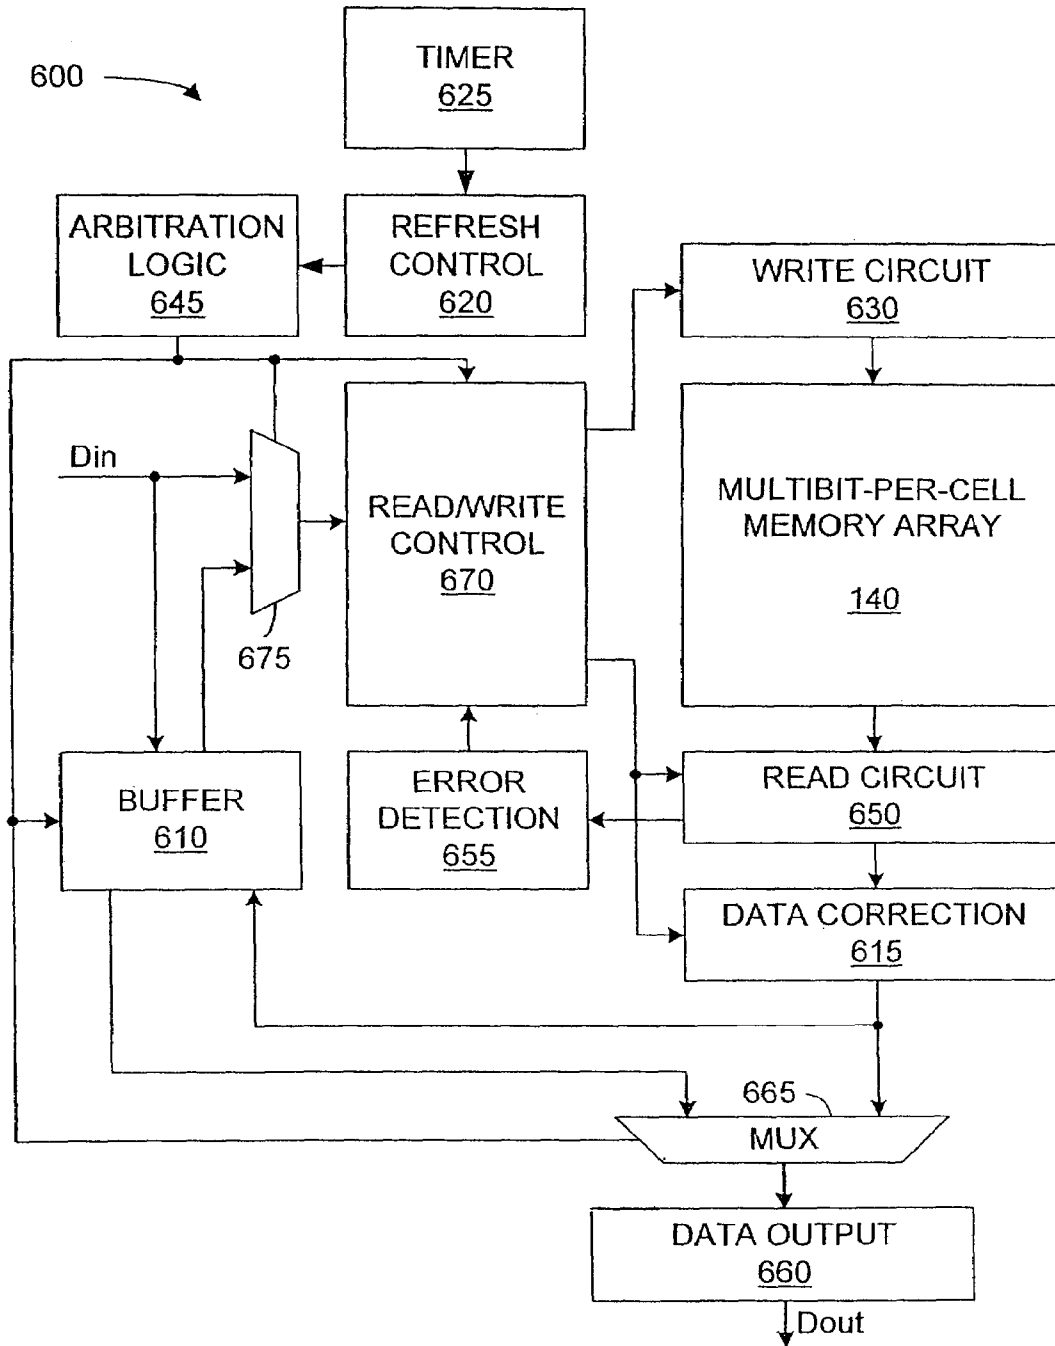 TIMER
625
600
ARBITRATION
LOGIC
645
REFRESH
CONTROL
620
WRITE CIRCUIT
630
Din
675
READ/WRITE
CONTROL
670
MULTIBIT-PER-CELL
MEMORY ARRAY
140
BUFFER
610
ERROR
DETECTION
655
READ CIRCUIT
650
DATA CORRECTION
615
665
MUX
DATA OUTPUT
660
Dout